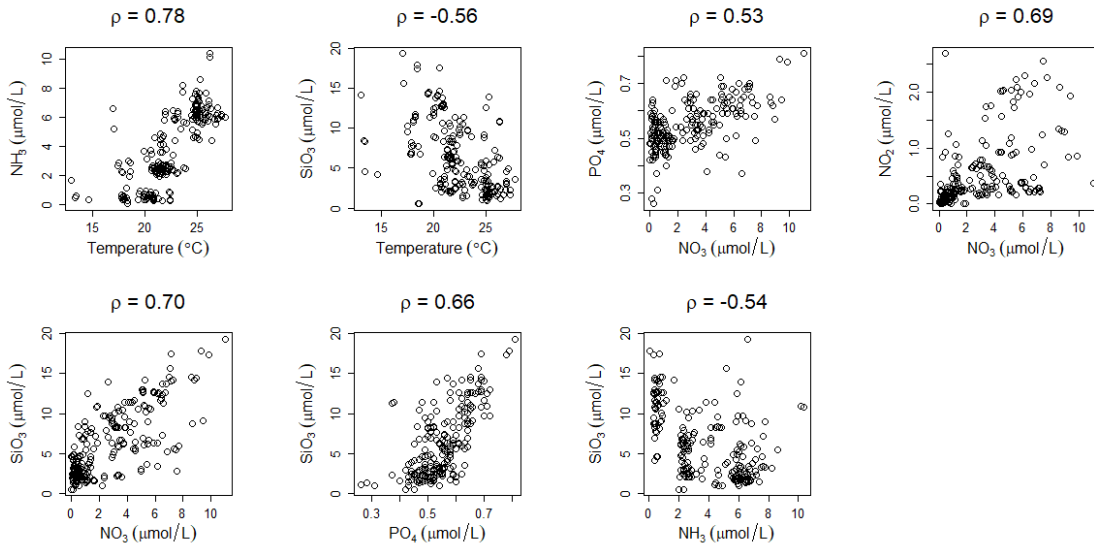 ρ = 0.78
NH₃ (μmol/L)
0 2 4 6 8 10
15 20 25
Temperature (°C)
ρ = -0.56
SiO₃ (μmol/L)
0 5 10 15 20
15 20 25
Temperature (°C)
ρ = 0.53
PO₄ (μmol/L)
0.3 0.5 0.7
0 2 4 6 8 10
NO₃ (μmol/L)
ρ = 0.69
NO₂ (μmol/L)
0.0 1.0 2.0
0 2 4 6 8 10
NO₃ (μmol/L)
ρ = 0.70
SiO₃ (μmol/L)
0 5 10 15 20
0 2 4 6 8 10
NO₃ (μmol/L)
ρ = 0.66
SiO₃ (μmol/L)
0 5 10 15 20
0.3 0.5 0.7
PO₄ (μmol/L)
ρ = -0.54
SiO₃ (μmol/L)
0 5 10 15 20
0 2 4 6 8 10
NH₃ (μmol/L)